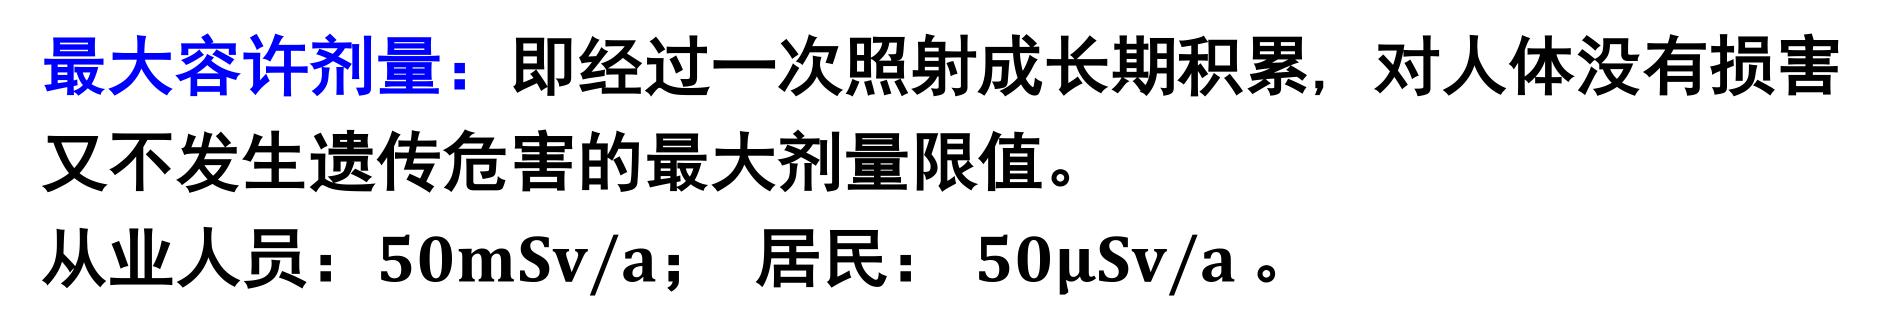 最大容许剂量：即经过一次照射成长期积累，对人体没有损害
又不发生遗传危害的最大剂量限值。
从业人员：50mSv/a； 居民： 50μSv/a 。